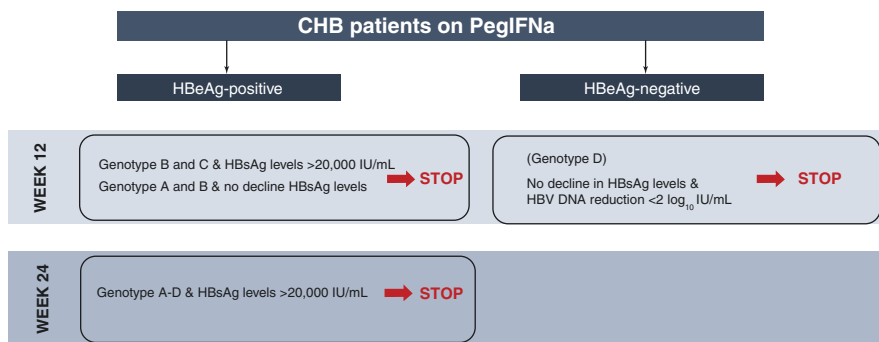 CHB patients on PegIFNa
HBeAg-positive
HBeAg-negative
WEEK 12
Genotype B and C & HBsAg levels >20,000 IU/mL
Genotype A and B & no decline HBsAg levels
STOP
(Genotype D)
No decline in HBsAg levels &
HBV DNA reduction <2 log₁₀ IU/mL
STOP
WEEK 24
Genotype A-D & HBsAg levels >20,000 IU/mL
STOP